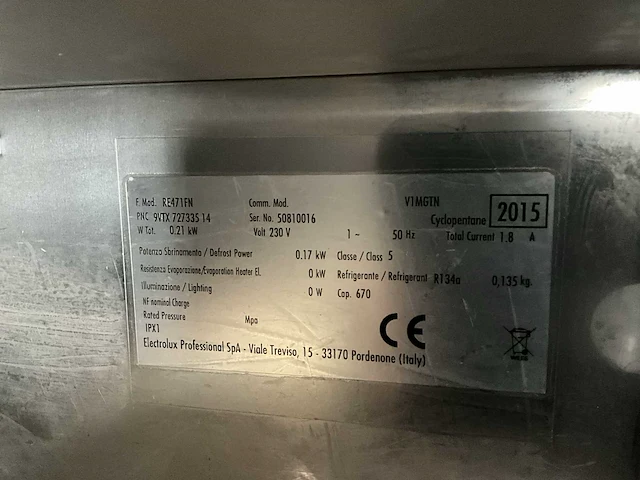 F. Mod. RE471FN Comm. Mod. V1MGTN
PNC 9VTX 727335 14 Ser. No. 50810016 Cyclopentane 2015
W Tot. 0.21 kW Volt 230 V 1 – 50 Hz Total Current 1.8 A
Potenza Sbrinamento / Defrost Power 0.17 kW Classe / Class 5
Resistenza Evaporazione/Evaporation Heater El. 0 kW Refrigerante / Refrigerant R134a 0,135 kg.
Illuminazione / Lighting 0 W Cap. 670
NF nominal Charge
Rated Pressure Mpa
IPX1
CE
Electrolux Professional SpA - Viale Treviso, 15 - 33170 Pordenone (Italy)